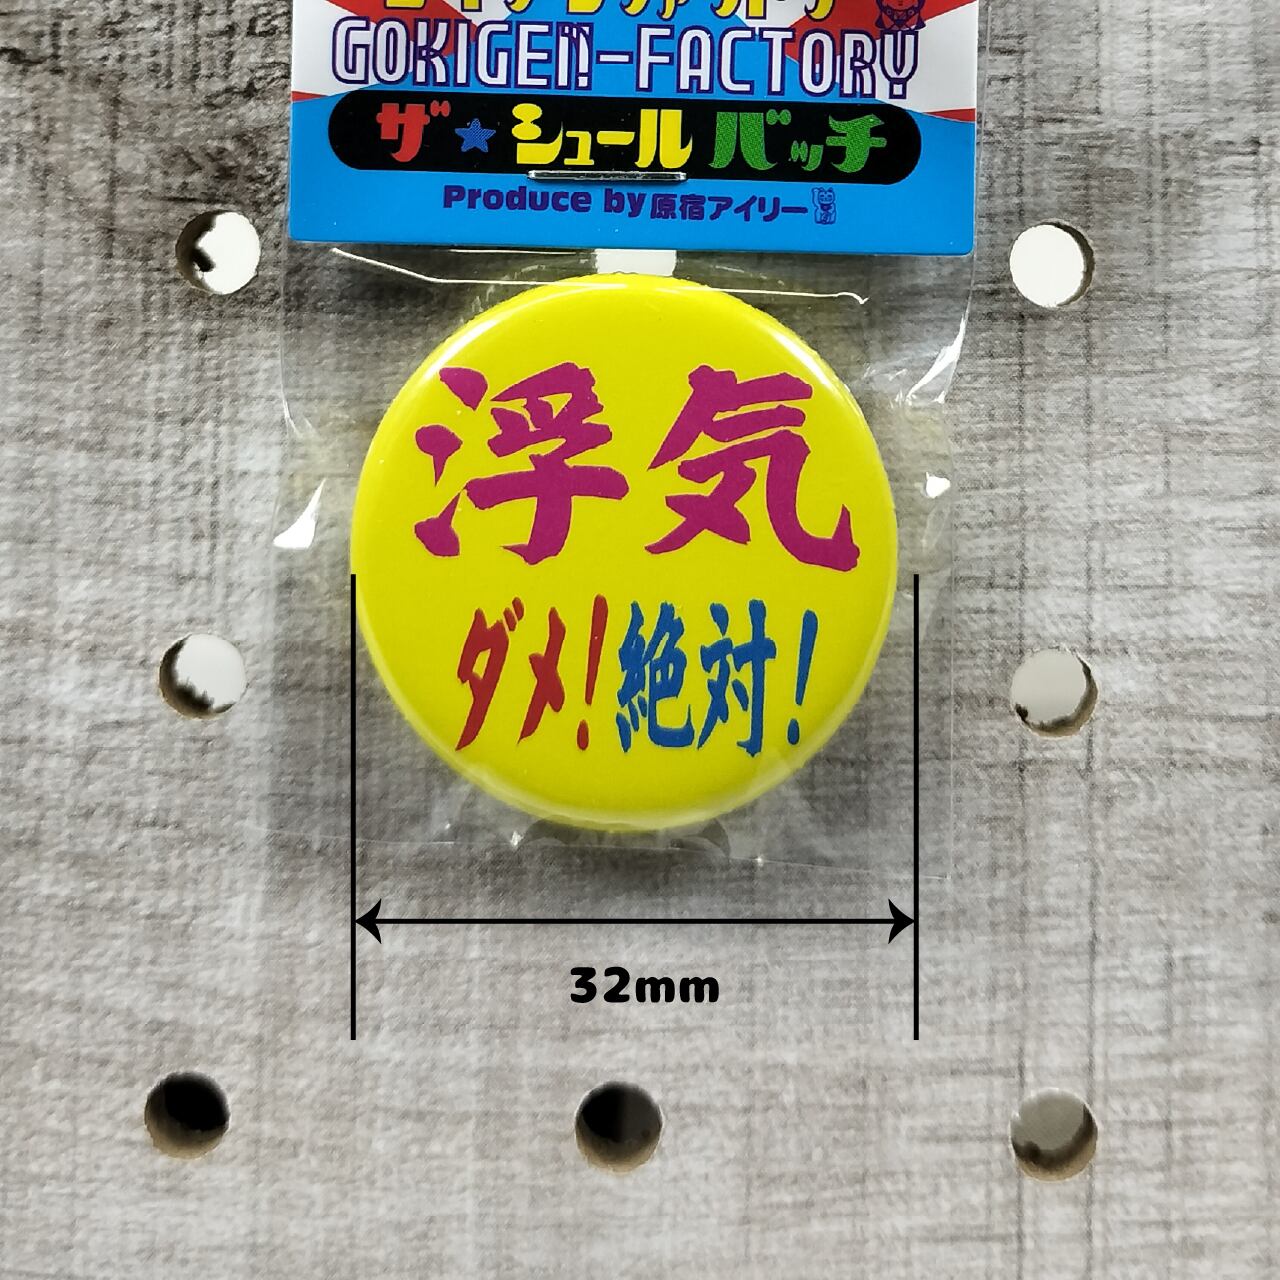 GOKIGEN!-FACTORY
ザ★シュールバッチ
Produce by 原宿アイリー
浮気
ダメ!絶対!
32mm